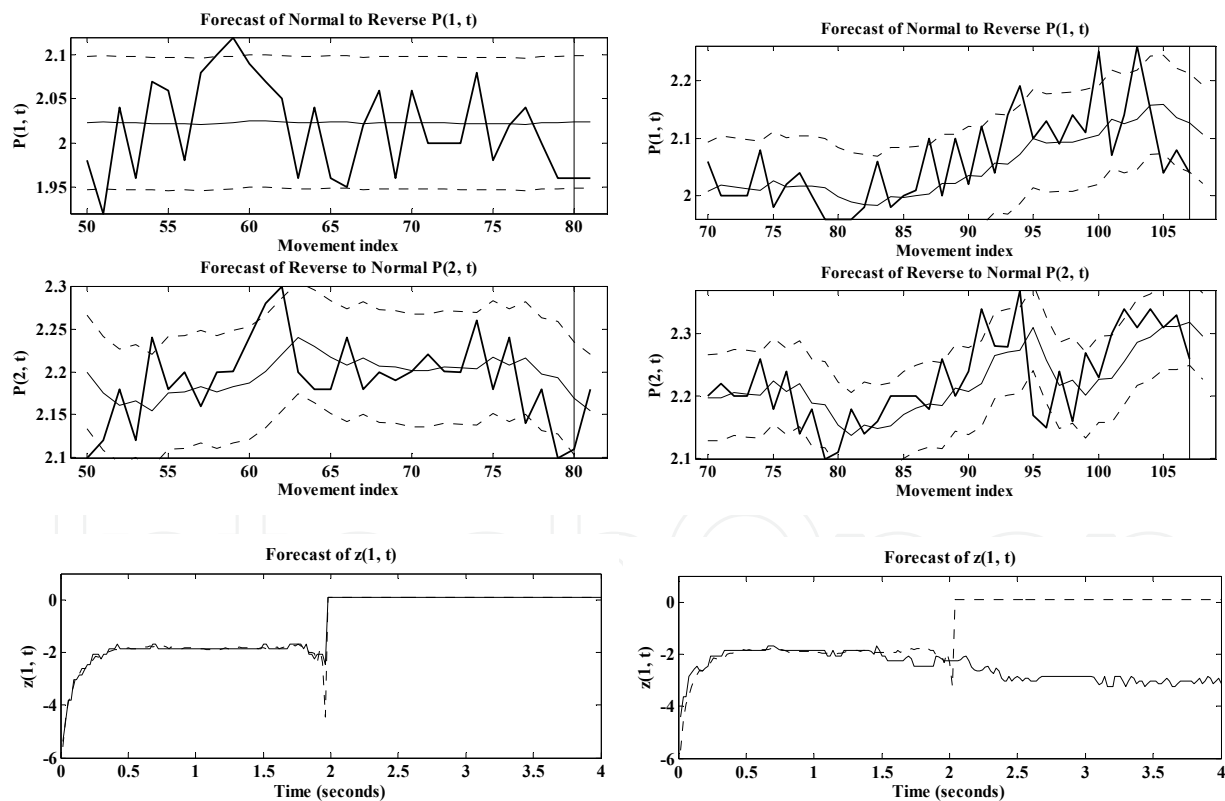 Forecast of Normal to Reverse P(1, t)
P(1, t)
2.1
2.05
2
1.95
50 55 60 65 70 75 80
Movement index
Forecast of Normal to Reverse P(1, t)
P(1, t)
2.2
2.1
2
70 75 80 85 90 95 100 105
Movement index
Forecast of Reverse to Normal P(2, t)
P(2, t)
2.3
2.25
2.2
2.15
2.1
50 55 60 65 70 75 80
Movement index
Forecast of Reverse to Normal P(2, t)
P(2, t)
2.3
2.2
2.1
70 75 80 85 90 95 100 105
Movement index
Forecast of z(1, t)
z(1, t)
0
-2
-4
-6
0 0.5 1 1.5 2 2.5 3 3.5 4
Time (seconds)
Forecast of z(1, t)
z(1, t)
0
-2
-4
-6
0 0.5 1 1.5 2 2.5 3 3.5 4
Time (seconds)